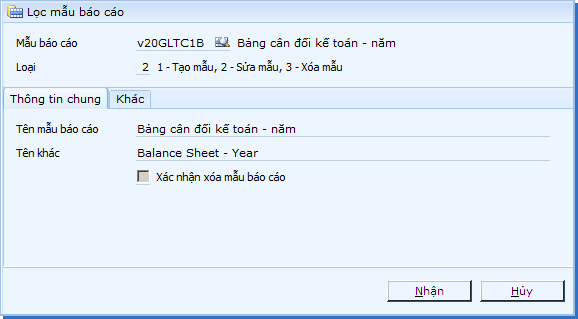 Lọc mẫu báo cáo
Mẫu báo cáo v20GLTC1B Bảng cân đối kế toán - năm
Loại 2 1 - Tạo mẫu, 2 - Sửa mẫu, 3 - Xóa mẫu
Thông tin chung Khác
Tên mẫu báo cáo Bảng cân đối kế toán - năm
Tên khác Balance Sheet - Year
Xác nhận xóa mẫu báo cáo
Nhận Hủy